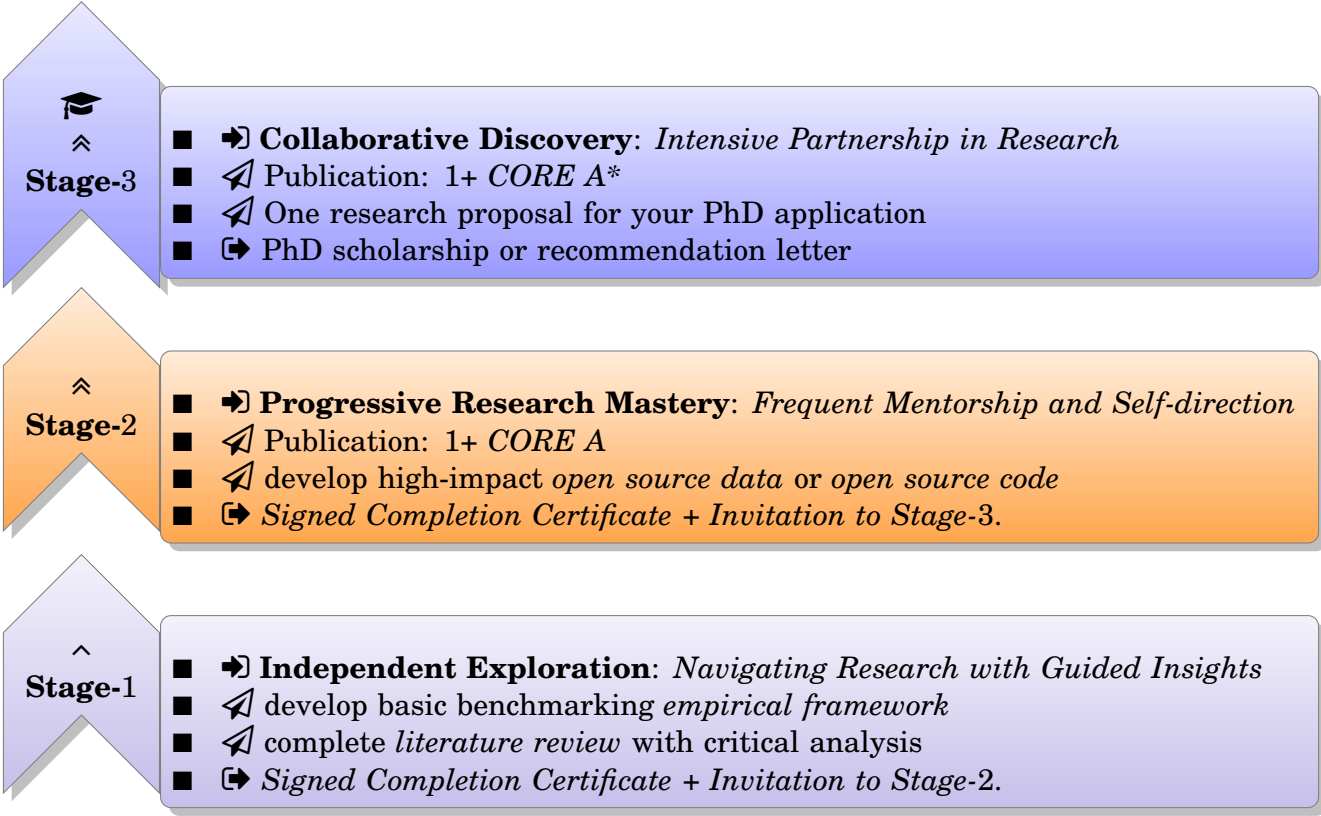 Stage-3
Collaborative Discovery: Intensive Partnership in Research
Publication: 1+ CORE A*
One research proposal for your PhD application
PhD scholarship or recommendation letter
Stage-2
Progressive Research Mastery: Frequent Mentorship and Self-direction
Publication: 1+ CORE A
develop high-impact open source data or open source code
Signed Completion Certificate + Invitation to Stage-3.
Stage-1
Independent Exploration: Navigating Research with Guided Insights
develop basic benchmarking empirical framework
complete literature review with critical analysis
Signed Completion Certificate + Invitation to Stage-2.